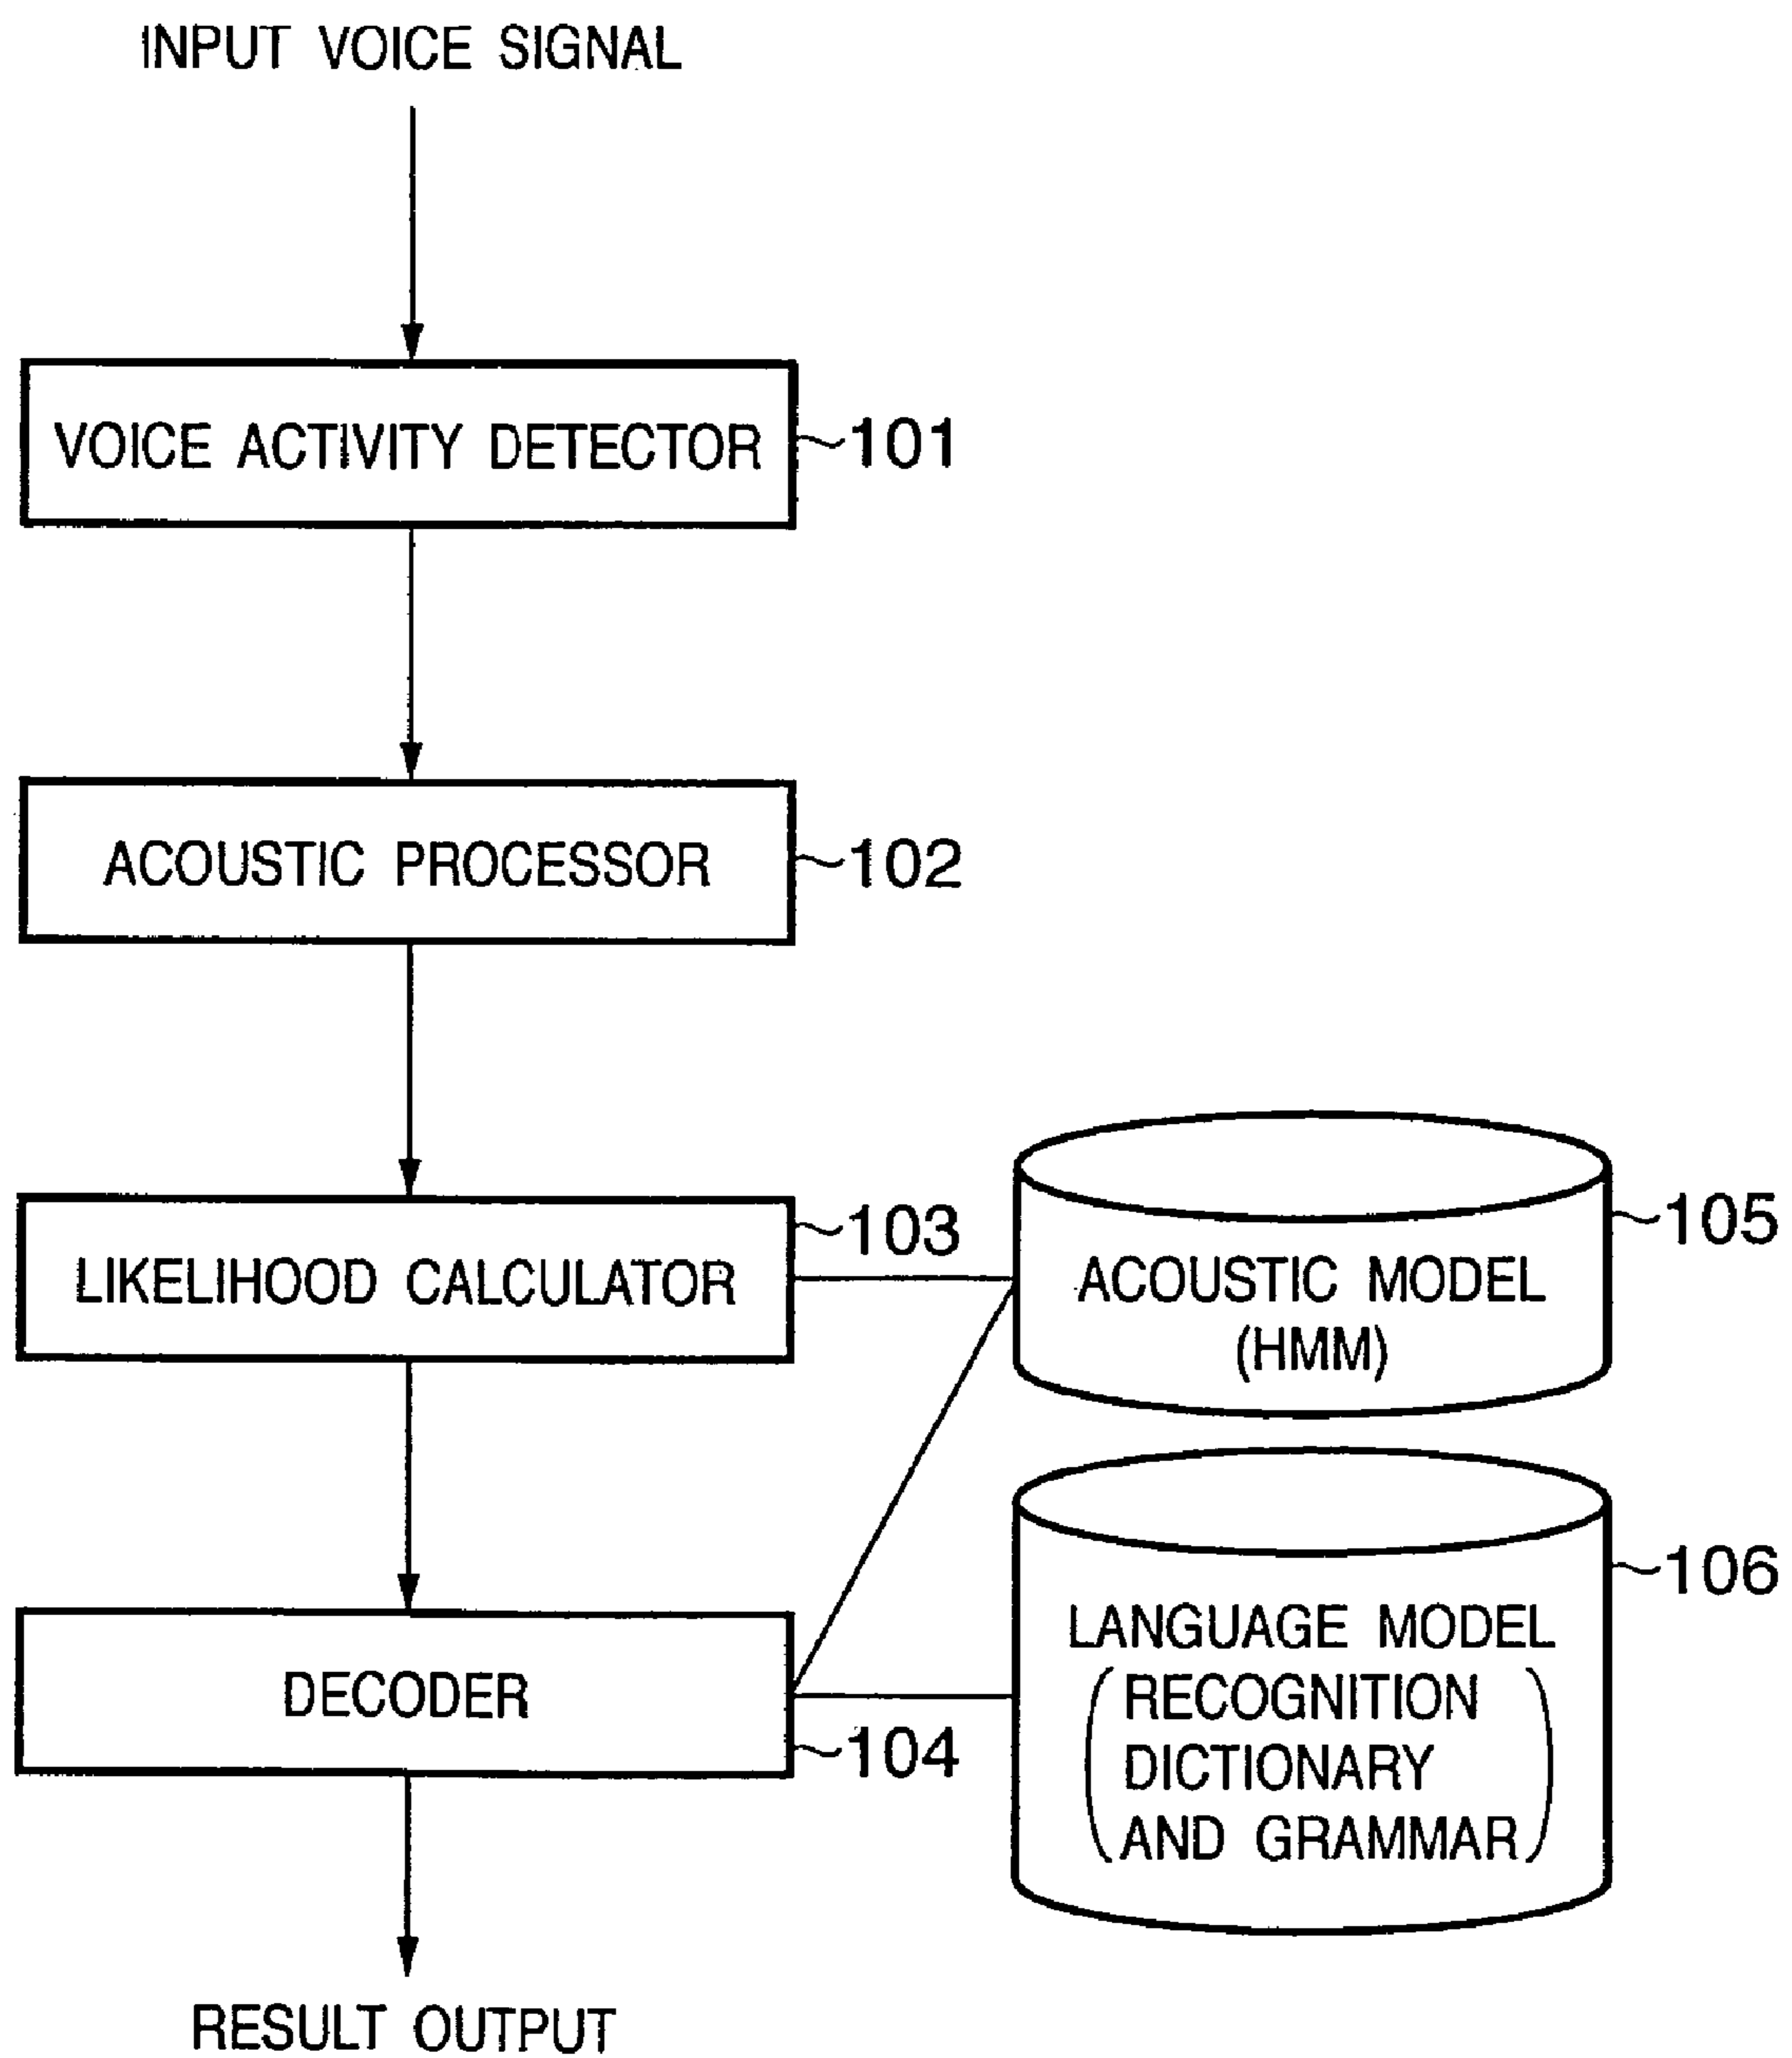 INPUT VOICE SIGNAL
VOICE ACTIVITY DETECTOR
101
ACOUSTIC PROCESSOR
102
LIKELIHOOD CALCULATOR
103
ACOUSTIC MODEL
(HMM)
105
DECODER
104
LANGUAGE MODEL
(RECOGNITION
DICTIONARY
AND GRAMMAR)
106
RESULT OUTPUT